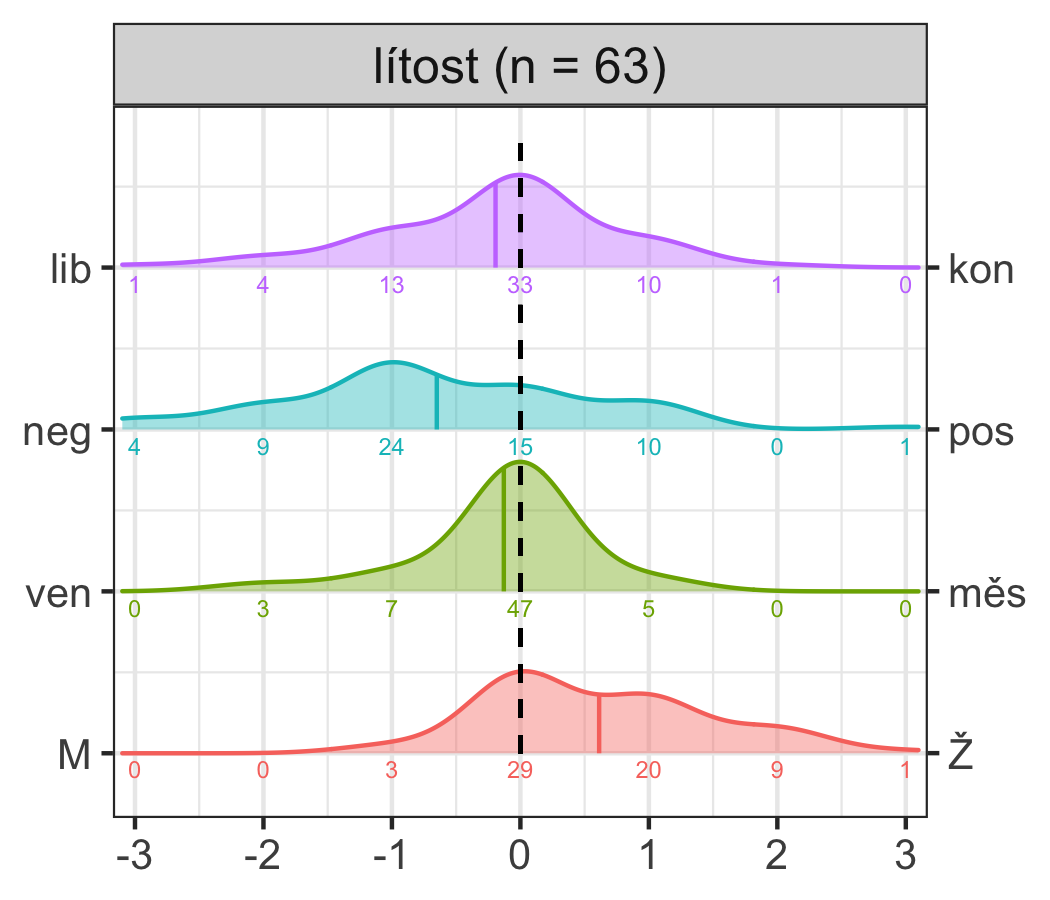 lítost (n = 63)
lib kon
1 4 13 33 10 1 0
neg pos
4 9 24 15 10 0 1
ven měs
0 3 7 47 5 0 0
M Ž
0 0 3 29 20 9 1
-3 -2 -1 0 1 2 3